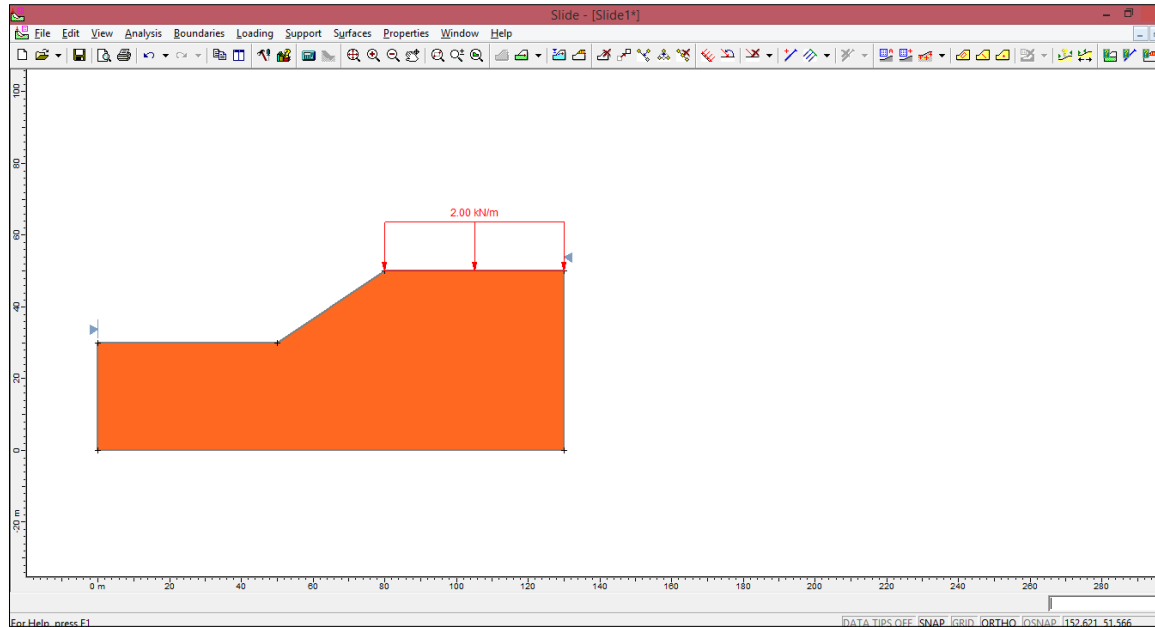 Slide - [Slide1*]
File Edit View Analysis Boundaries Loading Support Surfaces Properties Window Help
100
80
2.00 kN/m
60
40
20
0
m
-20
0 m 20 40 60 80 100 120 140 160 180 200 220 240 260 280
For Help, press F1 DATA TIPS OFF SNAP GRID ORTHO OSNAP 152.621, 51.566